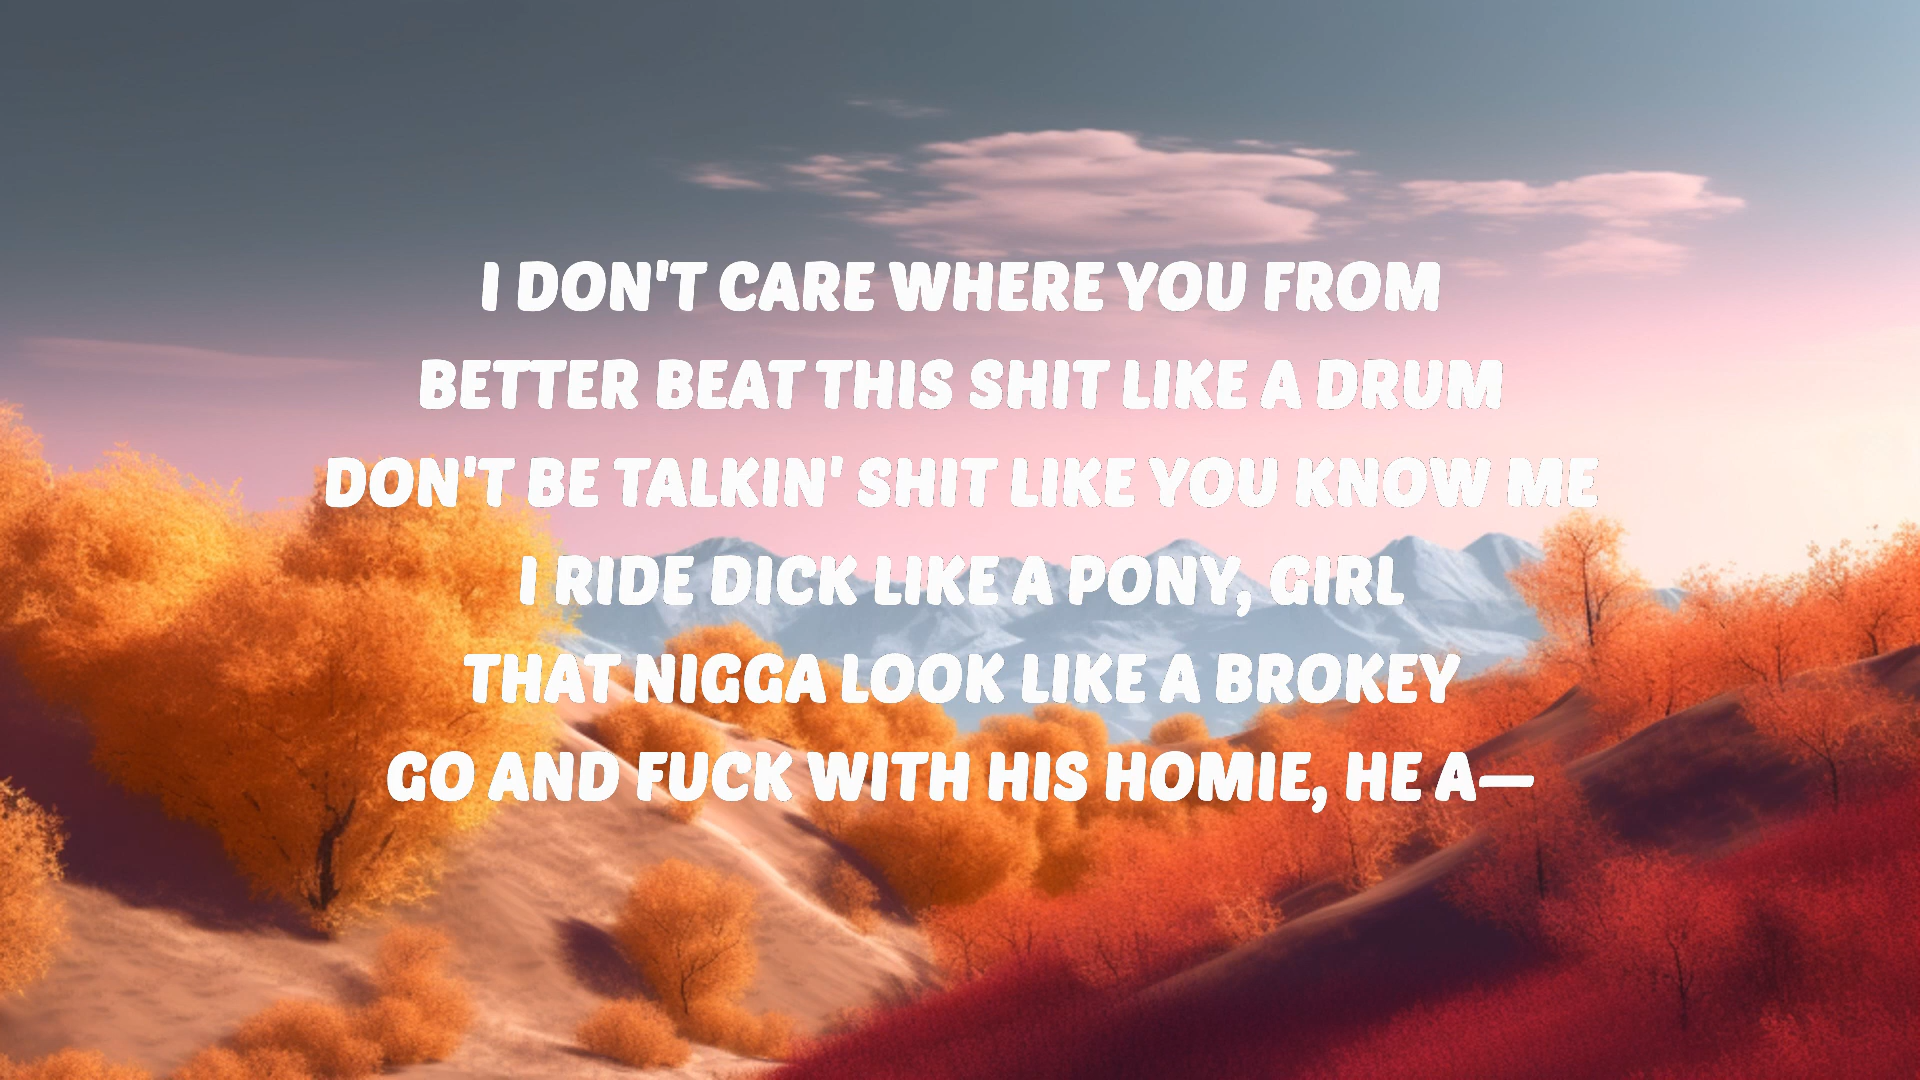 I DON'T CARE WHERE YOU FROM
BETTER BEAT THIS SHIT LIKE A DRUM
DON'T BE TALKIN' SHIT LIKE YOU KNOW ME
I RIDE DICK LIKE A PONY, GIRL
THAT NIGGA LOOK LIKE A BROKEY
GO AND FUCK WITH HIS HOMIE, HE A—